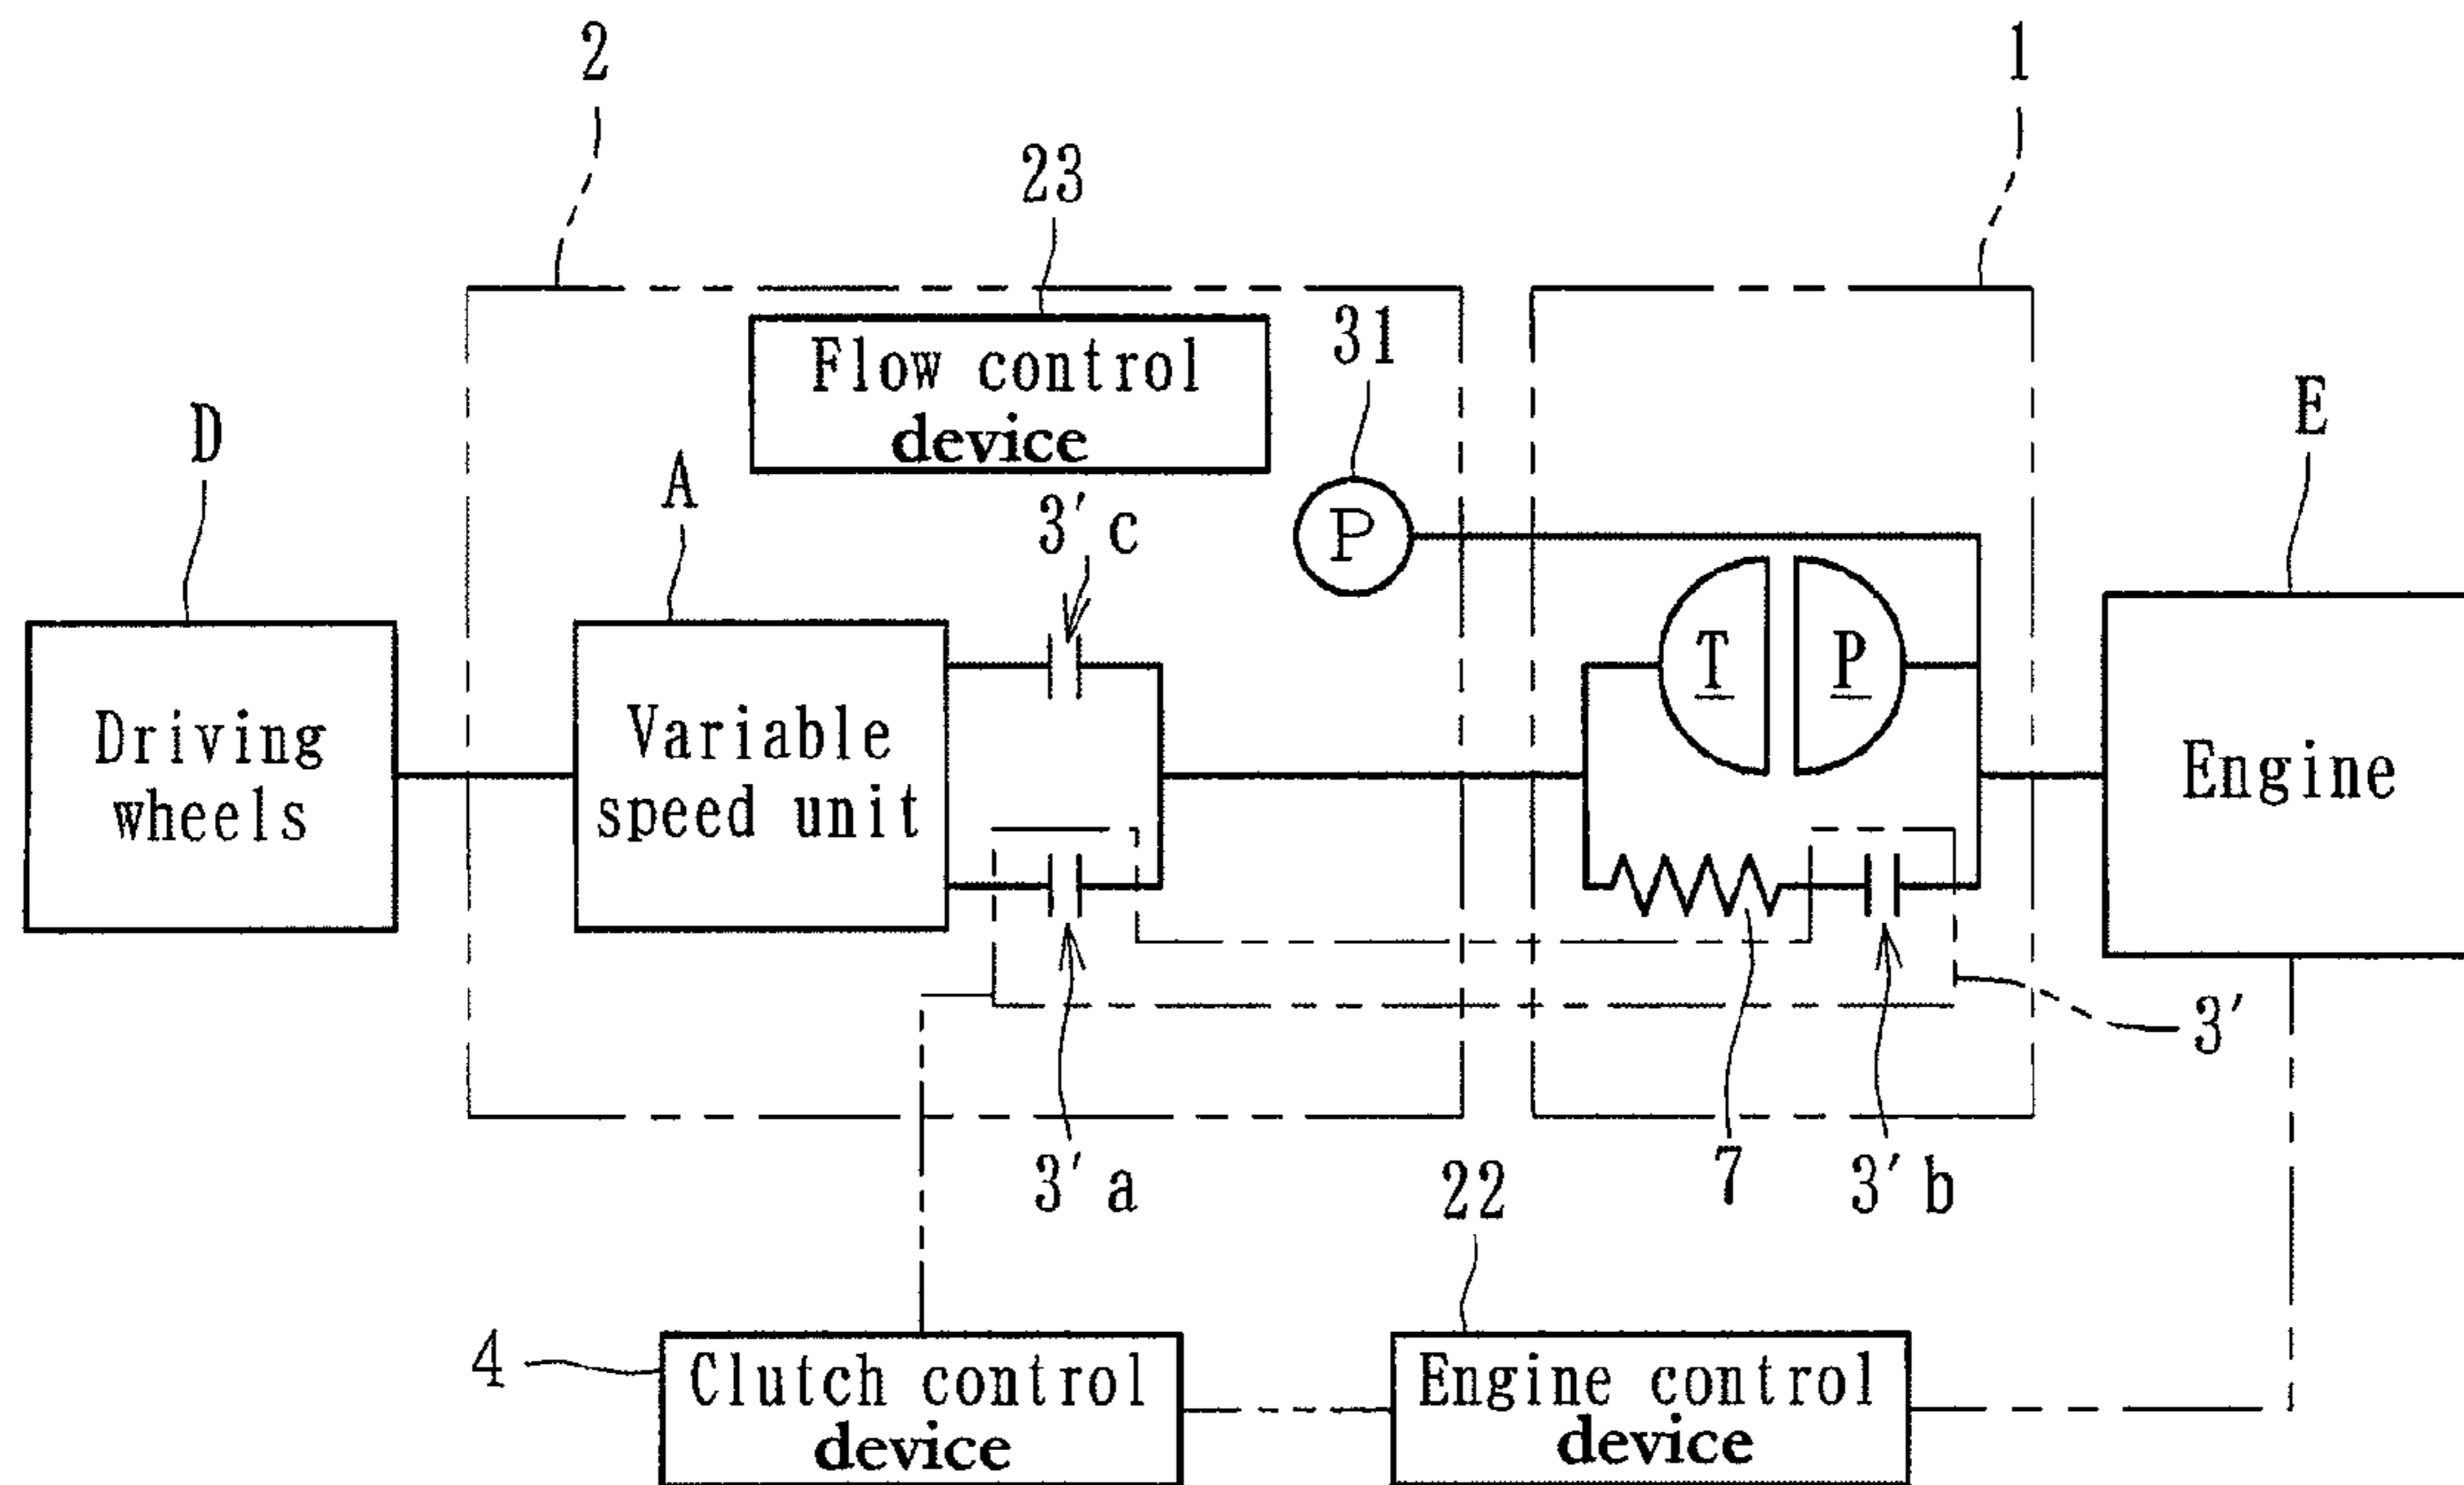 2
1
23
Flow control
device
31
D
A
3'c
E
P
T
P
Driving
wheels
Variable
speed unit
Engine
3'
3'a
7
3'b
22
4
Clutch control
device
Engine control
device